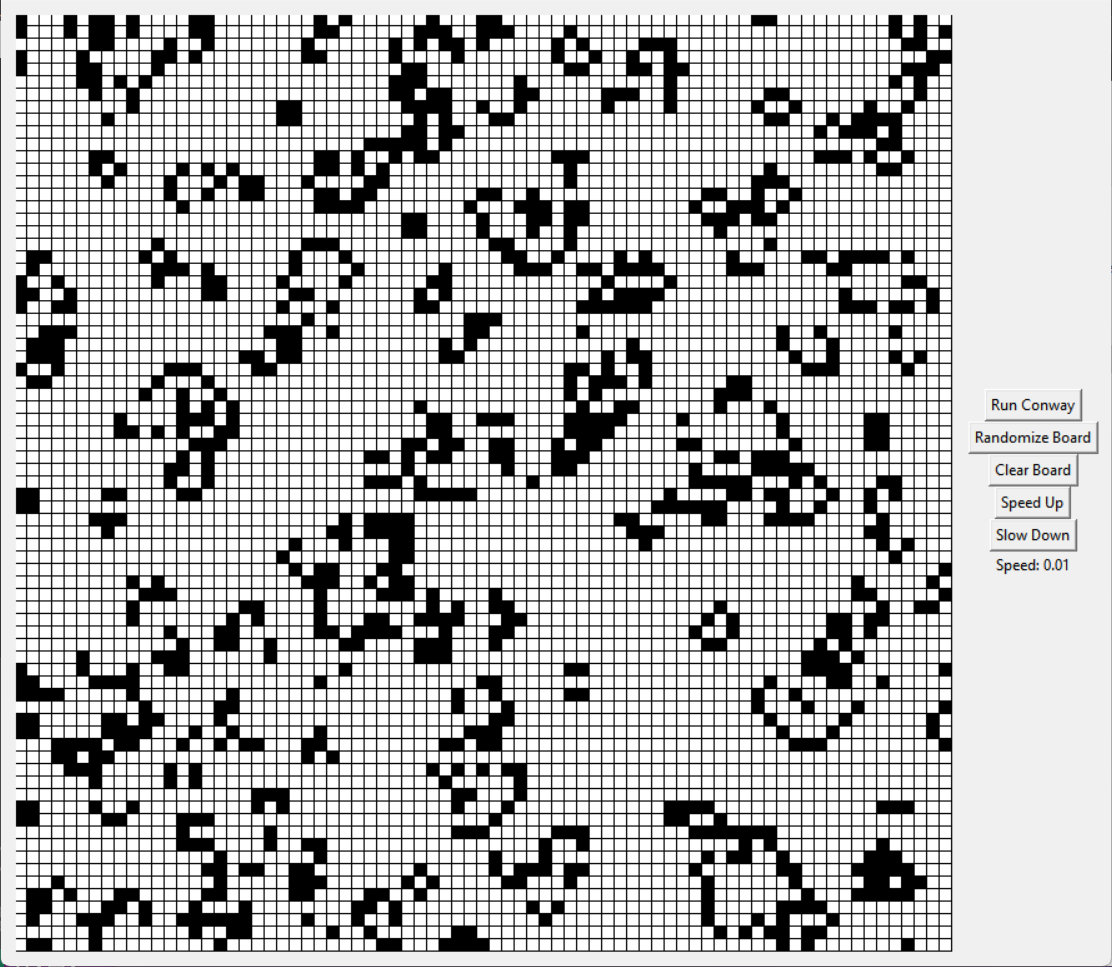 Run Conway
Randomize Board
Clear Board
Speed Up
Slow Down
Speed: 0.01